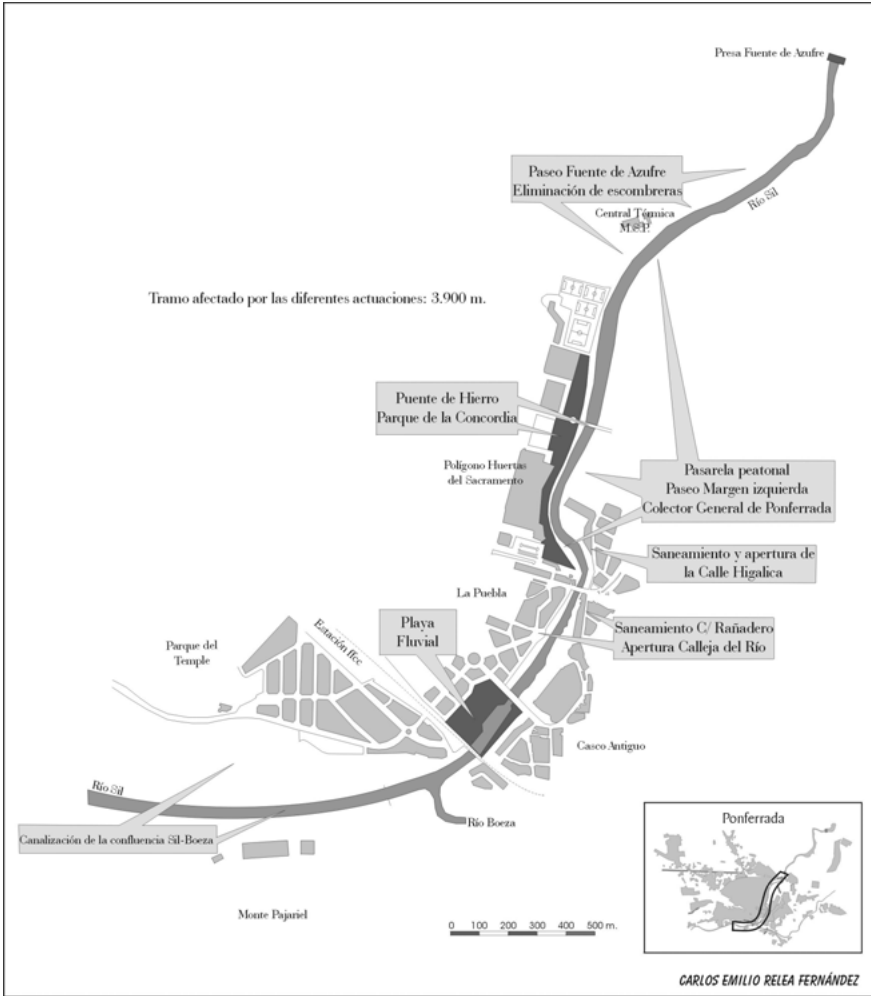 Presa Fuente de Azufre
Paseo Fuente de Azufre
Eliminación de escombreras
Río Sil
Central Térmica
M.S.P.
Tramo afectado por las diferentes actuaciones: 3.900 m.
Puente de Hierro
Parque de la Concordia
Polígono Huertas
del Sacramento
Pasarela peatonal
Paseo Margen izquierda
Colector General de Ponferrada
Saneamiento y apertura de
la Calle Higalica
La Puebla
Playa
Fluvial
Saneamiento C/ Rañadero
Apertura Calleja del Río
Estación ffcc
Parque del
Temple
Casco Antiguo
Río Sil
Río Boeza
Canalización de la confluencia Sil-Boeza
Monte Pajariel
0 100 200 300 400 500 m.
Ponferrada
CARLOS EMILIO RELEA FERNÁNDEZ